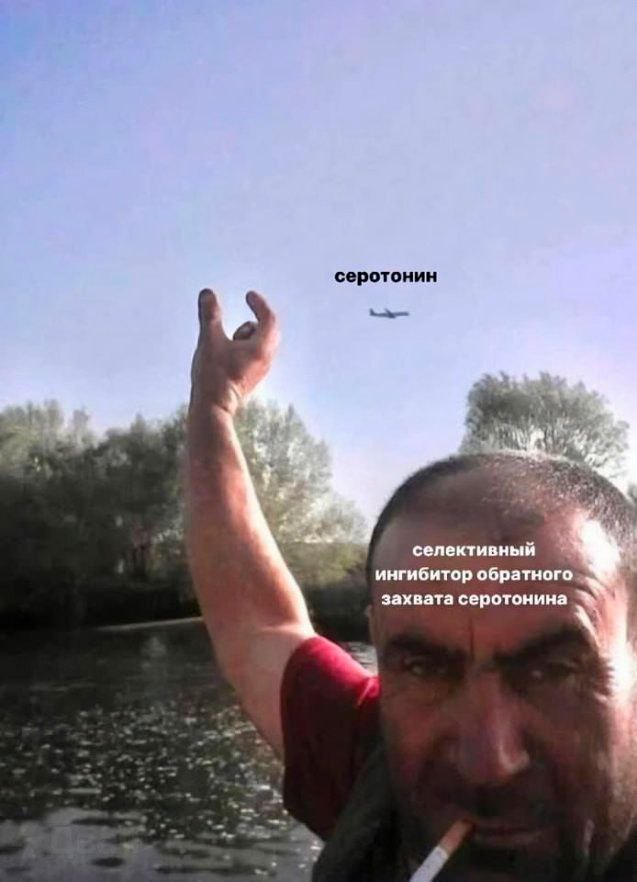 серотонин
селективный
ингибитор обратного
захвата серотонина